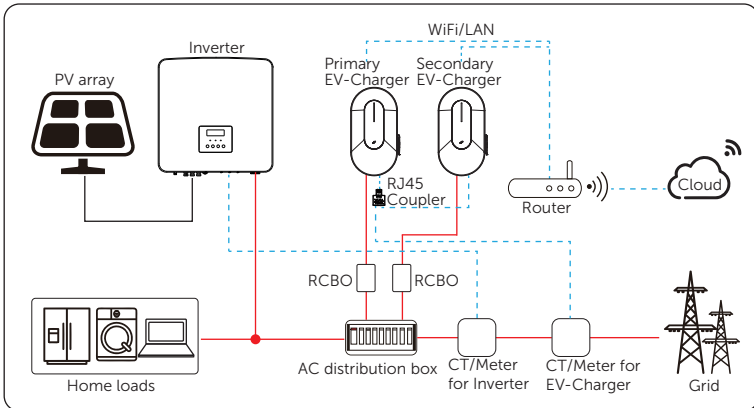 WiFi/LAN
Inverter
PV array
Primary
EV-Charger
Secondary
EV-Charger
RJ45
Coupler
Router
Cloud
RCBO
RCBO
Home loads
AC distribution box
CT/Meter
for Inverter
CT/Meter for
EV-Charger
Grid